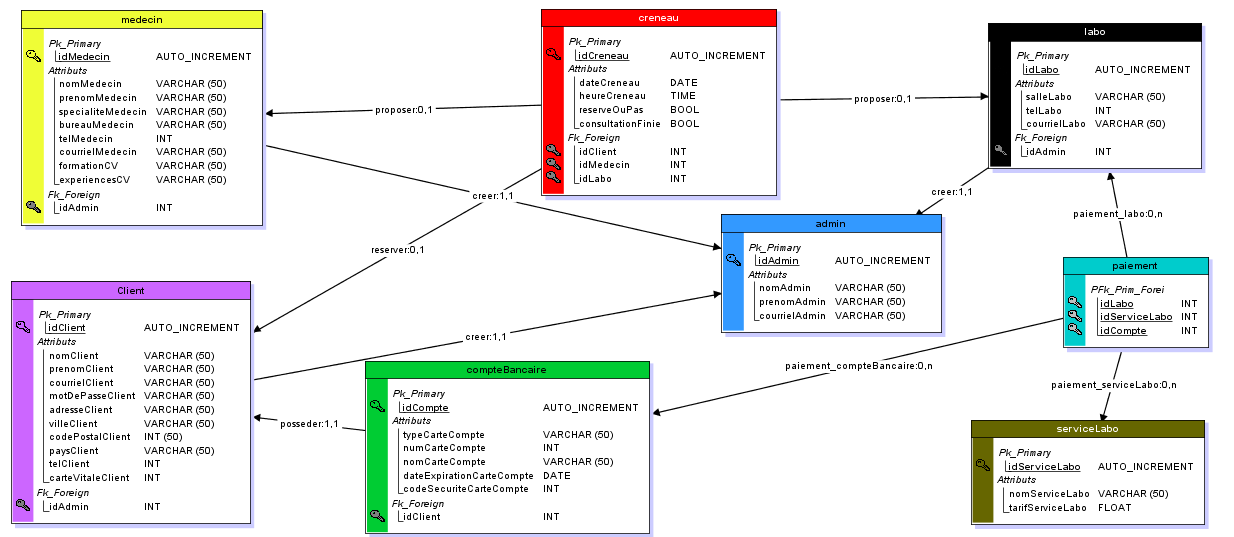 medecin
Pk_Primary
idMedecin AUTO_INCREMENT
Attributs
nomMedecin VARCHAR (50)
prenomMedecin VARCHAR (50)
specialiteMedecin VARCHAR (50)
bureauMedecin VARCHAR (50)
telMedecin INT
courrielMedecin VARCHAR (50)
formationCV VARCHAR (50)
experiencesCV VARCHAR (50)
Fk_Foreign
idAdmin INT
creneau
Pk_Primary
idCreneau AUTO_INCREMENT
Attributs
dateCreneau DATE
heureCreneau TIME
reserveOuPas BOOL
consultationFinie BOOL
Fk_Foreign
idClient INT
idMedecin INT
idLabo INT
labo
Pk_Primary
idLabo AUTO_INCREMENT
Attributs
salleLabo VARCHAR (50)
telLabo INT
courrielLabo VARCHAR (50)
Fk_Foreign
idAdmin INT
proposer:0,1
proposer:0,1
creer:1,1
creer:1,1
reserver:0,1
paiement_labo:0,n
admin
Pk_Primary
idAdmin AUTO_INCREMENT
Attributs
nomAdmin VARCHAR (50)
prenomAdmin VARCHAR (50)
courrielAdmin VARCHAR (50)
paiement
PFk_Prim_Forei
idLabo INT
idServiceLabo INT
idCompte INT
Client
Pk_Primary
idClient AUTO_INCREMENT
Attributs
nomClient VARCHAR (50)
prenomClient VARCHAR (50)
courrielClient VARCHAR (50)
motDePasseClient VARCHAR (50)
adresseClient VARCHAR (50)
villeClient VARCHAR (50)
codePostalClient INT (50)
paysClient VARCHAR (50)
telClient INT
carteVitaleClient INT
Fk_Foreign
idAdmin INT
creer:1,1
posseder:1,1
compteBancaire
Pk_Primary
idCompte AUTO_INCREMENT
Attributs
typeCarteCompte VARCHAR (50)
numCarteCompte INT
nomCarteCompte VARCHAR (50)
dateExpirationCarteCompte DATE
codeSecuriteCarteCompte INT
Fk_Foreign
idClient INT
paiement_compteBancaire:0,n
paiement_serviceLabo:0,n
serviceLabo
Pk_Primary
idServiceLabo AUTO_INCREMENT
Attributs
nomServiceLabo VARCHAR (50)
tarifServiceLabo FLOAT